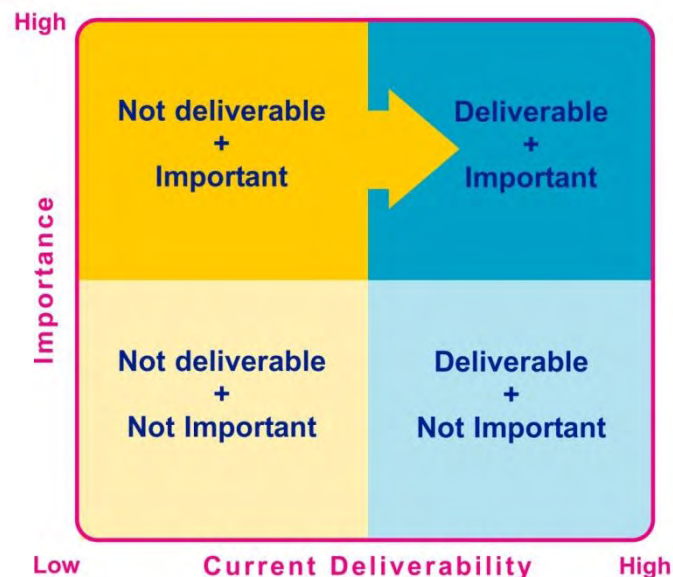 High
Not deliverable
+
Important
Deliverable
+
Important
Importance
Not deliverable
+
Not Important
Deliverable
+
Not Important
Low
Current Deliverability
High